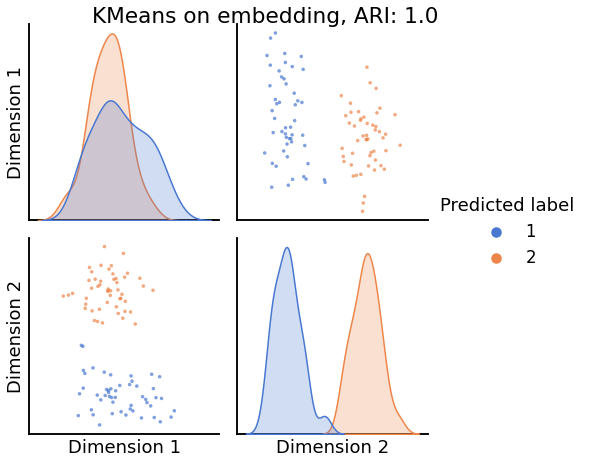 KMeans on embedding, ARI: 1.0
Dimension 1
Predicted label
1
2
Dimension 2
Dimension 1
Dimension 2